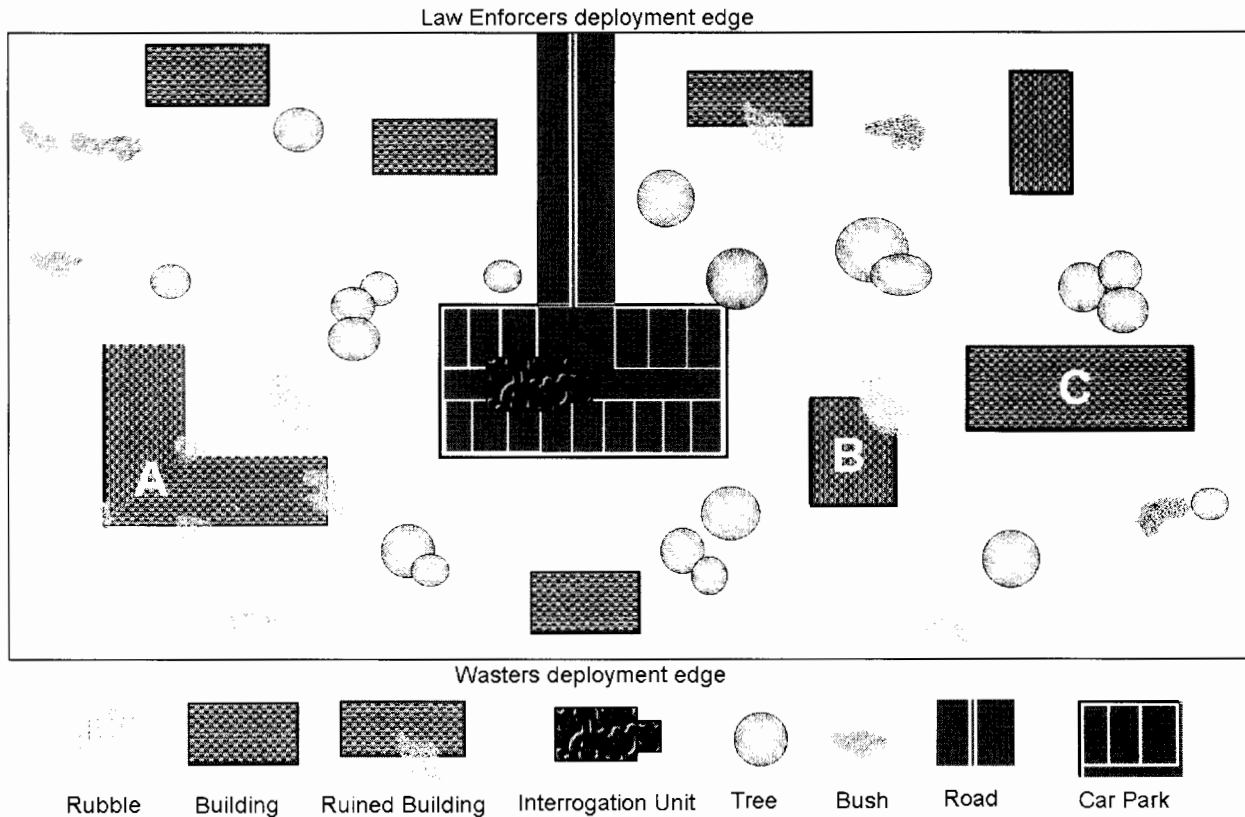 Law Enforcers deployment edge
A
B
C
Wasters deployment edge
Rubble Building Ruined Building Interrogation Unit Tree Bush Road Car Park